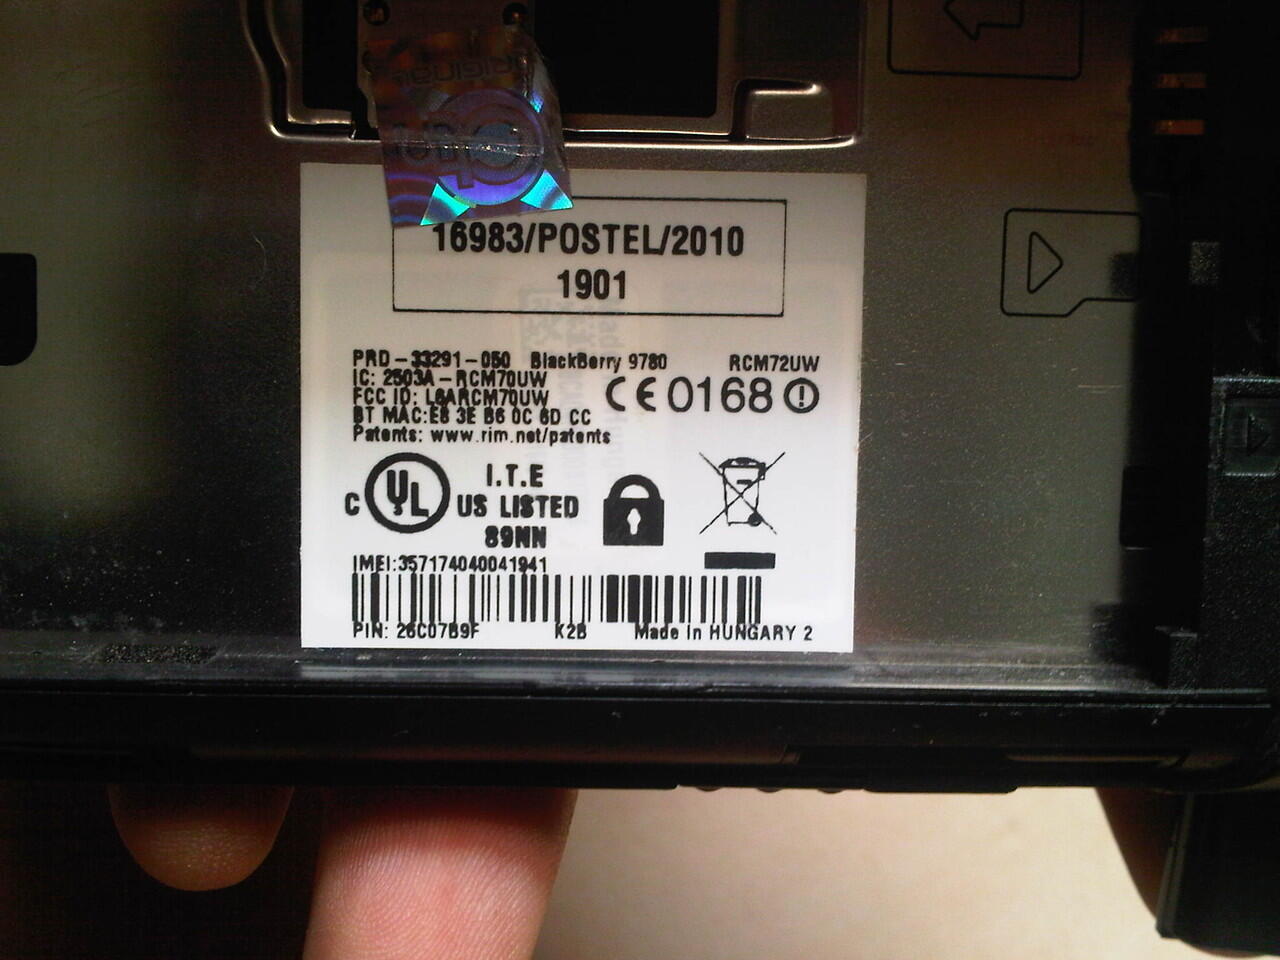 ORIGINAL
16983/POSTEL/2010
1901
PRD-33291-050 BlackBerry 9780 RCM72UW
IC: 2503A-RCM70UW
FCC ID: L6ARCM70UW
CE0168
BT MAC:E8 3E B6 0C 6D CC
Patents: www.rim.net/patents
C UL I.T.E
US LISTED
89NN
IMEI:357174040041941
PIN: 26C07B9F K2B Made in HUNGARY 2